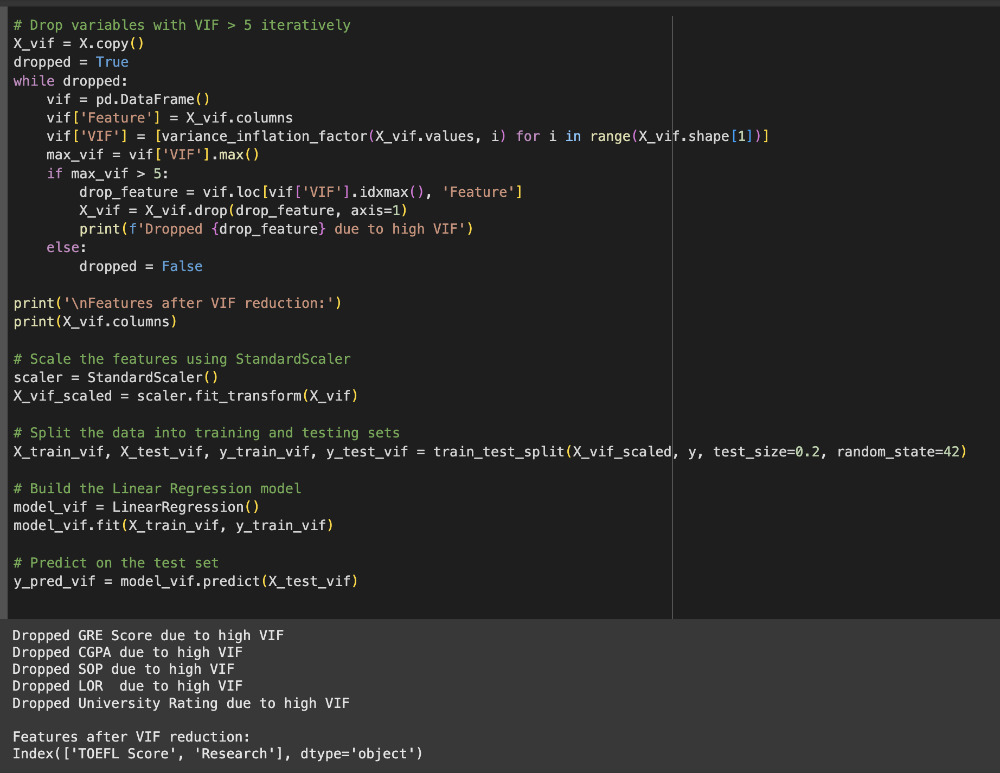 # Drop variables with VIF > 5 iteratively
X_vif = X.copy()
dropped = True
while dropped:
    vif = pd.DataFrame()
    vif['Feature'] = X_vif.columns
    vif['VIF'] = [variance_inflation_factor(X_vif.values, i) for i in range(X_vif.shape[1])]
    max_vif = vif['VIF'].max()
    if max_vif > 5:
        drop_feature = vif.loc[vif['VIF'].idxmax(), 'Feature']
        X_vif = X_vif.drop(drop_feature, axis=1)
        print(f'Dropped {drop_feature} due to high VIF')
    else:
        dropped = False

print('\nFeatures after VIF reduction:')
print(X_vif.columns)

# Scale the features using StandardScaler
scaler = StandardScaler()
X_vif_scaled = scaler.fit_transform(X_vif)

# Split the data into training and testing sets
X_train_vif, X_test_vif, y_train_vif, y_test_vif = train_test_split(X_vif_scaled, y, test_size=0.2, random_state=42)

# Build the Linear Regression model
model_vif = LinearRegression()
model_vif.fit(X_train_vif, y_train_vif)

# Predict on the test set
y_pred_vif = model_vif.predict(X_test_vif)

Dropped GRE Score due to high VIF
Dropped CGPA due to high VIF
Dropped SOP due to high VIF
Dropped LOR  due to high VIF
Dropped University Rating due to high VIF

Features after VIF reduction:
Index(['TOEFL Score', 'Research'], dtype='object')